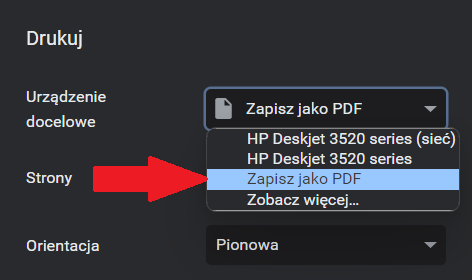 Drukuj
Urządzenie
docelowe
Zapisz jako PDF
HP Deskjet 3520 series (sieć)
HP Deskjet 3520 series
Zapisz jako PDF
Zobacz więcej...
Strony
Orientacja
Pionowa